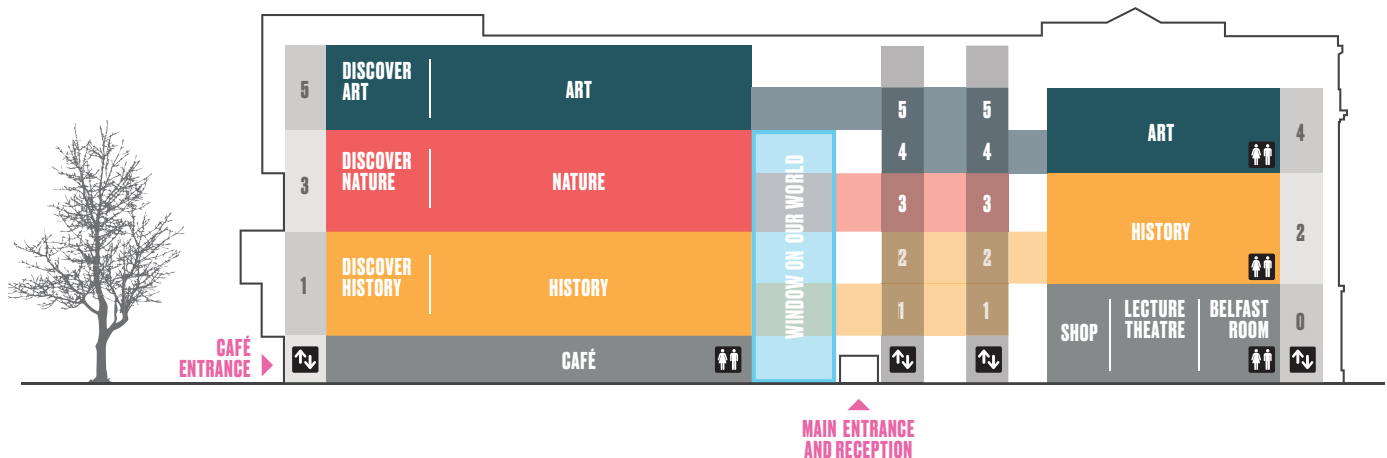 5
DISCOVER
ART
ART
3
DISCOVER
NATURE
NATURE
1
DISCOVER
HISTORY
HISTORY
CAFÉ
CAFÉ
ENTRANCE
WINDOW ON OUR WORLD
5
4
3
2
1
5
4
3
2
1
ART
4
HISTORY
2
SHOP
LECTURE
THEATRE
BELFAST
ROOM
0
MAIN ENTRANCE
AND RECEPTION